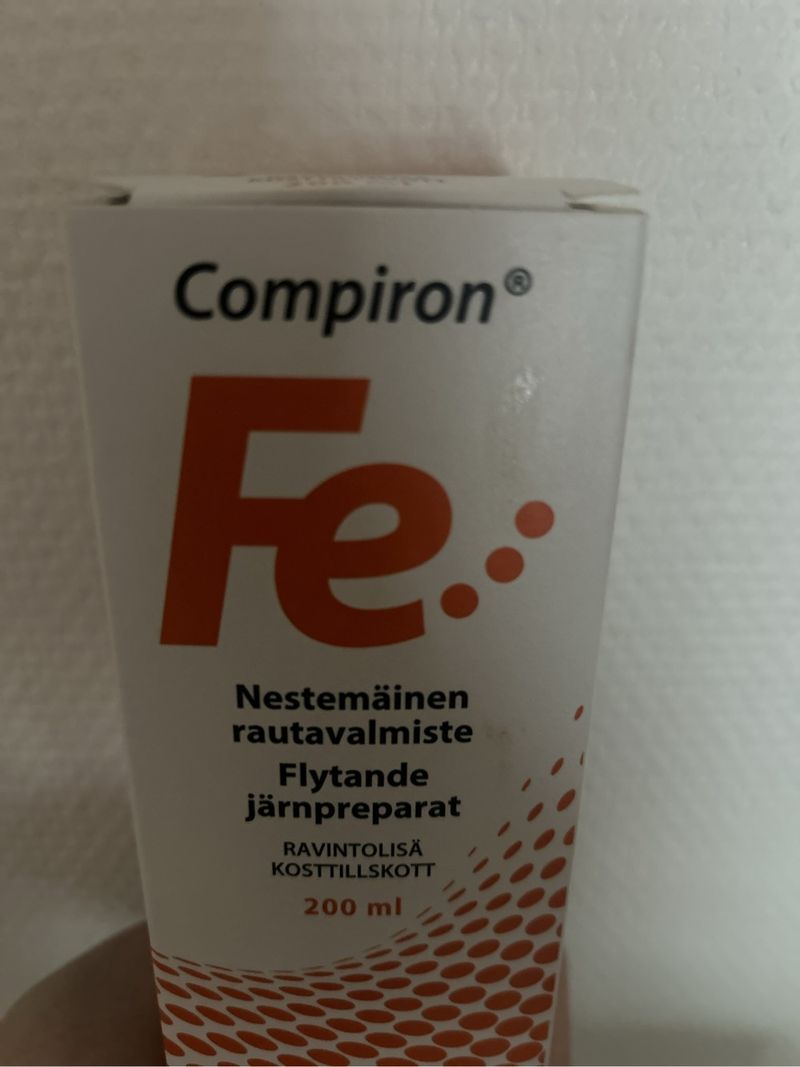 Compiron®
Fe
Nestemäinen
rautavalmiste
Flytande
järnpreparat
RAVINTOLISÄ
KOSTTILLSKOTT
200 ml